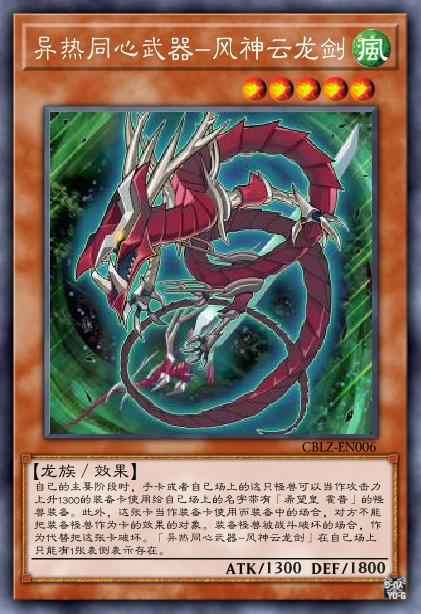 异热同心武器-风神云龙剑
風
CBLZ-EN006
【龙族/效果】
自己的主要阶段时，手卡或者自己场上的这只怪兽可以当作攻击力
上升1300的装备卡使用给自己场上的名字带有「希望皇 霍普」的怪
兽装备。此外，这张卡当作装备卡使用而装备中的场合，对方不能
把装备怪兽作为卡的效果的对象。装备怪兽被战斗破坏的场合，作
为代替把这张卡破坏。「异热同心武器-风神云龙剑」在自己场上
只能有1张表侧表示存在。
ATK/1300 DEF/1800